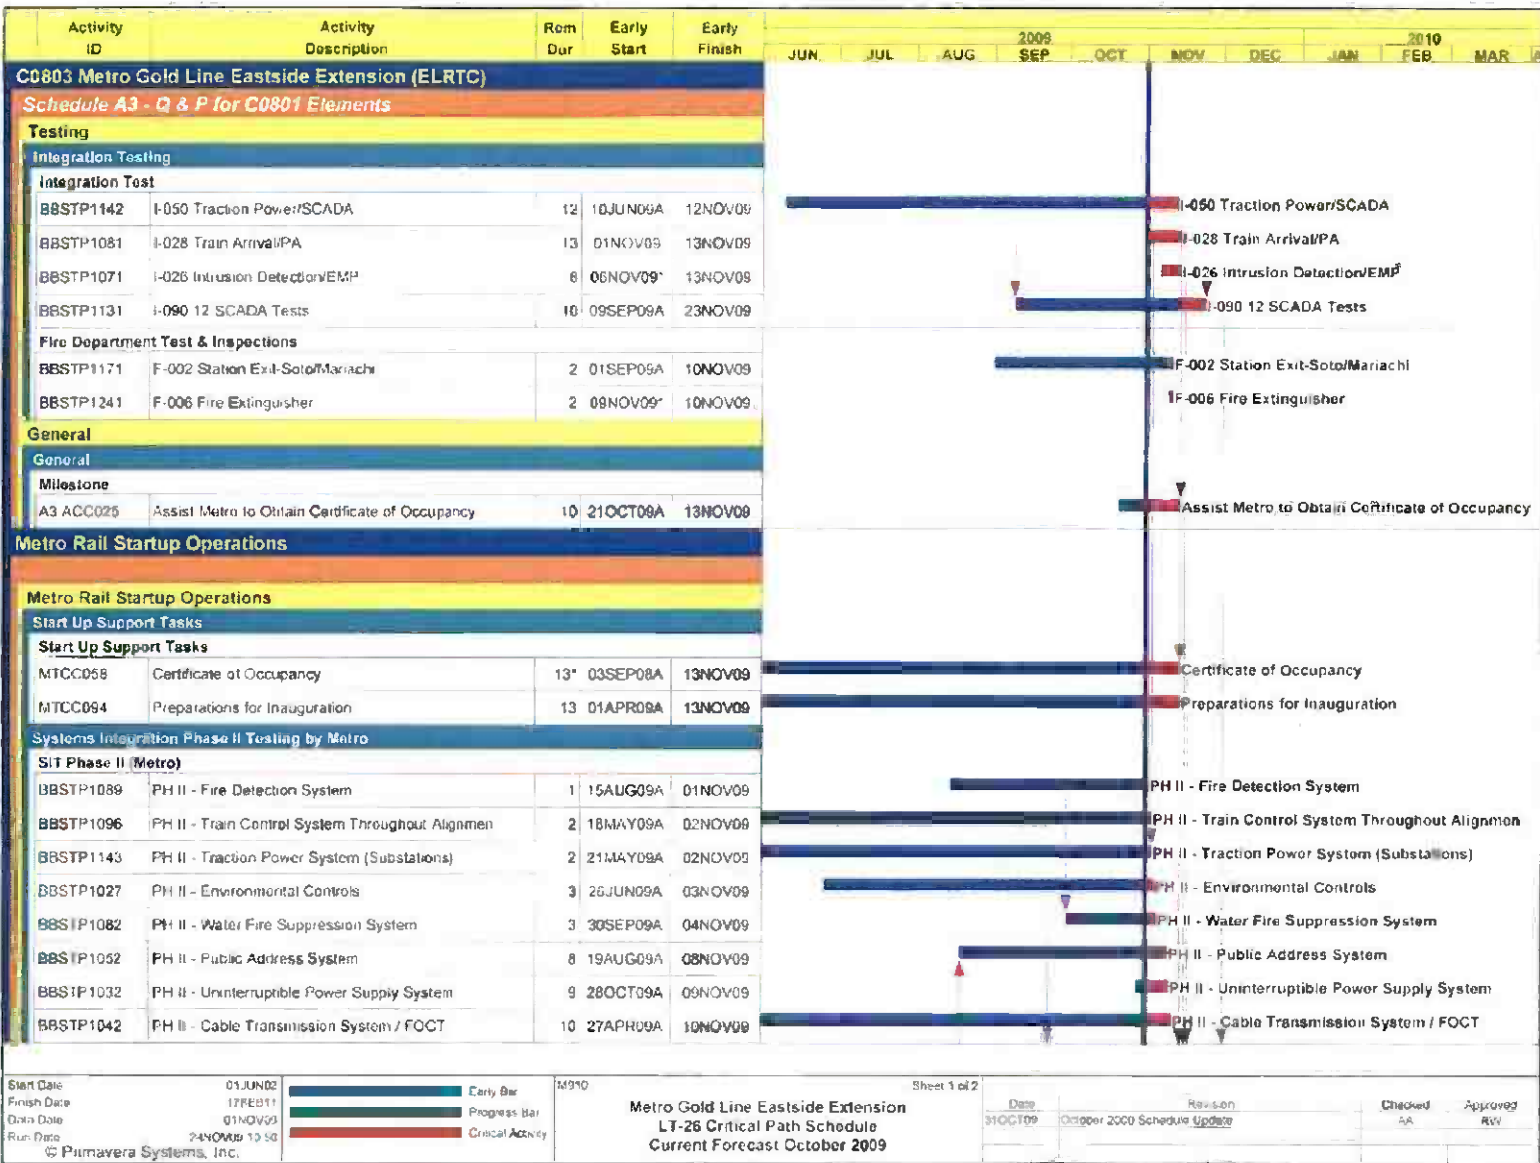 Activity Activity Rem Early Early 2009 2010
ID Description Dur Start Finish JUN JUL AUG SEP OCT NOV DEC JAN FEB MAR A
C0803 Metro Gold Line Eastside Extension (ELRTC)
Schedule A3 - Q & P for C0801 Elements
Testing
Integration Testing
Integration Test
BBSTP1142 I-050 Traction Power/SCADA 12 10JUN09A 12NOV09 I-050 Traction Power/SCADA
BBSTP1081 I-028 Train Arrival/PA 13 01NOV09 13NOV09 I-028 Train Arrival/PA
BBSTP1071 I-026 Intrusion Detection/EMP 8 06NOV09* 13NOV09 I-026 Intrusion Detection/EMP
BBSTP1131 I-090 12 SCADA Tests 10 09SEP09A 23NOV09 I-090 12 SCADA Tests
Fire Department Test & Inspections
BBSTP1171 F-002 Station Exit-Soto/Mariachi 2 01SEP09A 10NOV09 F-002 Station Exit-Soto/Mariachi
BBSTP1241 F-006 Fire Extinguisher 2 09NOV09* 10NOV09 F-006 Fire Extinguisher
General
General
Milestone
A3 ACC025 Assist Metro to Obtain Certificate of Occupancy 10 21OCT09A 13NOV09 Assist Metro to Obtain Certificate of Occupancy
Metro Rail Startup Operations
Metro Rail Startup Operations
Start Up Support Tasks
Start Up Support Tasks
MTCC058 Certificate of Occupancy 13* 03SEP08A 13NOV09 Certificate of Occupancy
MTCC094 Preparations for Inauguration 13 01APR09A 13NOV09 Preparations for Inauguration
Systems Integration Phase II Testing by Metro
SIT Phase II (Metro)
BBSTP1089 PH II - Fire Detection System 1 15AUG09A 01NOV09 PH II - Fire Detection System
BBSTP1096 PH II - Train Control System Throughout Alignmen 2 18MAY09A 02NOV09 PH II - Train Control System Throughout Alignmen
BBSTP1143 PH II - Traction Power System (Substations) 2 21MAY09A 02NOV09 PH II - Traction Power System (Substations)
BBSTP1027 PH II - Environmental Controls 3 26JUN09A 03NOV09 PH II - Environmental Controls
BBSTP1082 PH II - Water Fire Suppression System 3 30SEP09A 04NOV09 PH II - Water Fire Suppression System
BBSTP1052 PH II - Public Address System 8 19AUG09A 08NOV09 PH II - Public Address System
BBSTP1032 PH II - Uninterruptible Power Supply System 9 28OCT09A 09NOV09 PH II - Uninterruptible Power Supply System
BBSTP1042 PH II - Cable Transmission System / FOCT 10 27APR09A 10NOV09 PH II - Cable Transmission System / FOCT
Start Date 01JUN02 Early Bar M910 Sheet 1 of 2
Finish Date 17FEB11 Progress Bar Metro Gold Line Eastside Extension Date Revision Checked Approved
Data Date 01NOV09 LT-26 Critical Path Schedule 31OCT09 October 2009 Schedule Update AA RW
Run Date 24NOV09 10:50 Critical Activity Current Forecast October 2009
© Primavera Systems, Inc.